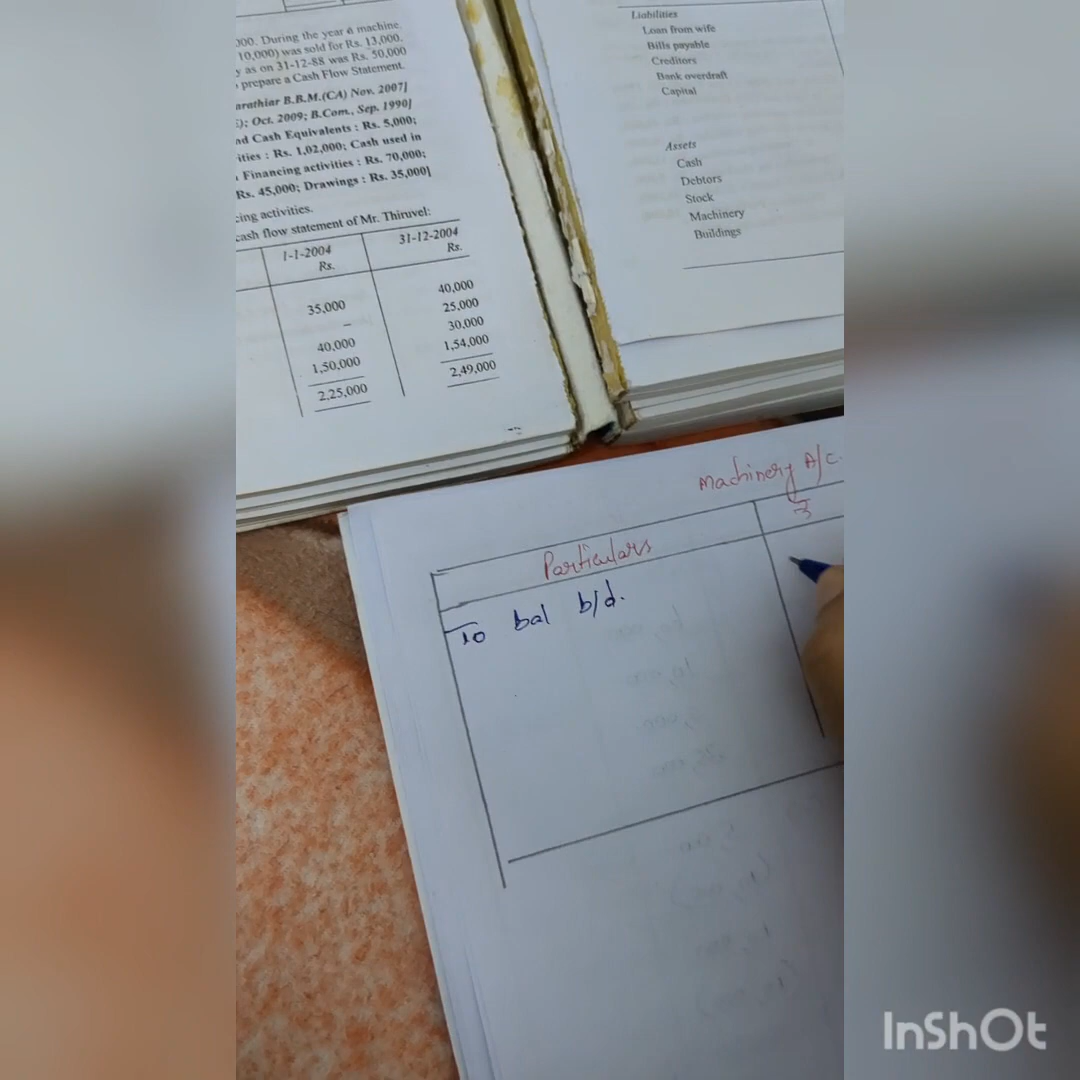 000. During the year a machine
10,000) was sold for Rs. 13,000.
y as on 31-12-88 was Rs. 50,000
prepare a Cash Flow Statement.
arathiar B.B.M.(CA) Nov. 2007]
); Oct. 2009; B.Com., Sep. 1990]
nd Cash Equivalents : Rs. 5,000;
ities : Rs. 1,02,000; Cash used in
Financing activities : Rs. 70,000;
Rs. 45,000; Drawings : Rs. 35,000]
cing activities.
cash flow statement of Mr. Thiruvel:
1-1-2004 31-12-2004
Rs. Rs.
35,000 40,000
– 25,000
40,000 30,000
1,50,000 1,54,000
2,25,000 2,49,000
Liabilities
Loan from wife
Bills payable
Creditors
Bank overdraft
Capital
Assets
Cash
Debtors
Stock
Machinery
Buildings
Machinery A/c.
Particulars ₹
To bal b/d.
InShOt